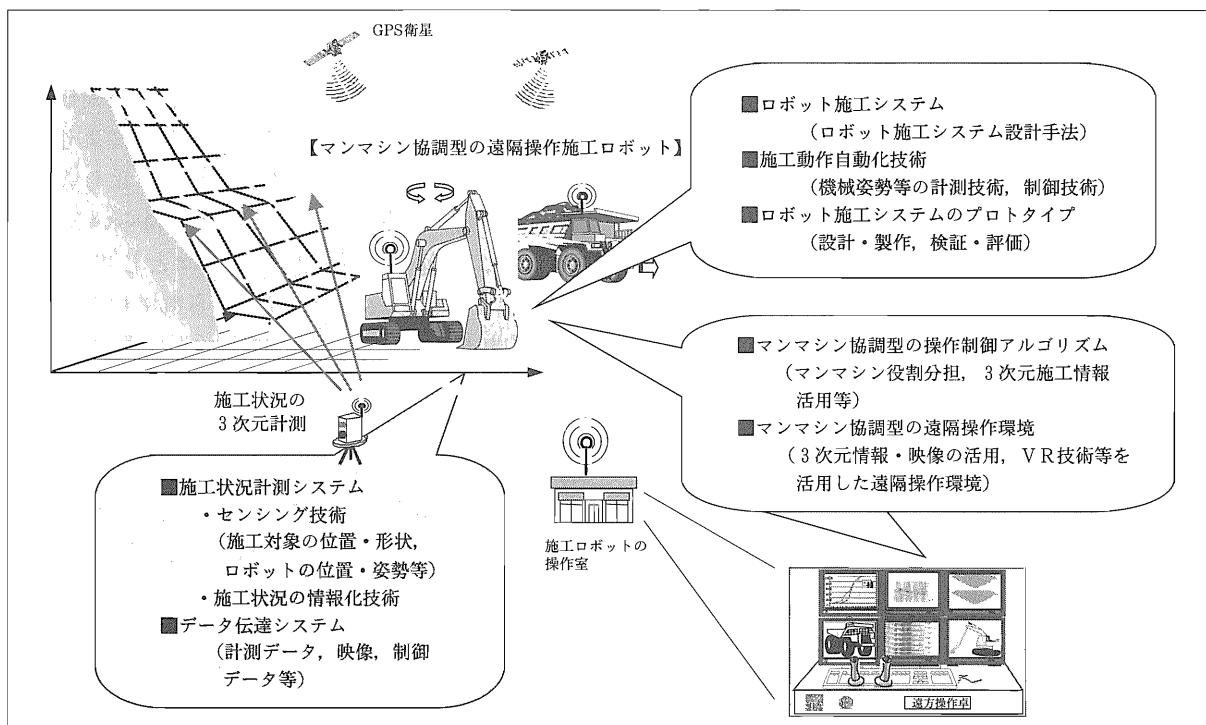 GPS衛星
【マンマシン協調型の遠隔操作施工ロボット】
■ロボット施工システム
（ロボット施工システム設計手法）
■施工動作自動化技術
（機械姿勢等の計測技術，制御技術）
■ロボット施工システムのプロトタイプ
（設計・製作，検証・評価）
■マンマシン協調型の操作制御アルゴリズム
（マンマシン役割分担，3次元施工情報
活用等）
■マンマシン協調型の遠隔操作環境
（3次元情報・映像の活用，VR技術等を
活用した遠隔操作環境）
施工状況の
3次元計測
■施工状況計測システム
・センシング技術
（施工対象の位置・形状，
ロボットの位置・姿勢等）
・施工状況の情報化技術
■データ伝達システム
（計測データ，映像，制御
データ等）
施工ロボットの
操作室
遠方操作卓